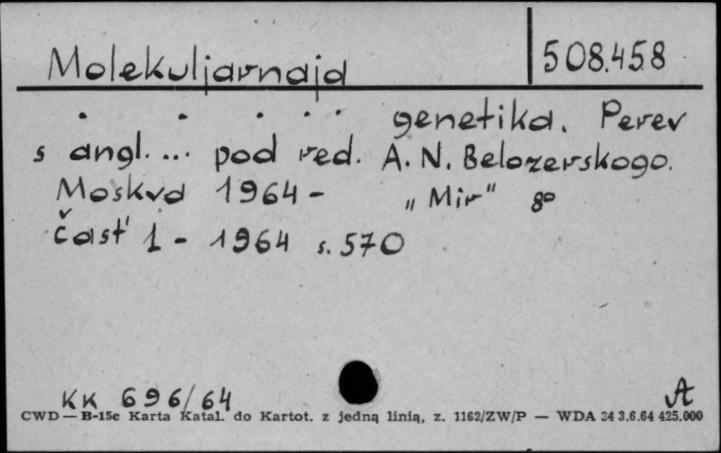 Molekuljarnaja
508.458
. . . . . genetika. Perev
s angl. ... pod red. A. N. Belozerskogo.
Moskva 1964 - „Mir" 8°
Čast' 1 - 1964 s. 570
KK 696/64
A
CWD — B-15c Karta Katal. do Kartot. z jedną linią, z. 1162/ZW/P — WDA 34 3.6.64 425.000